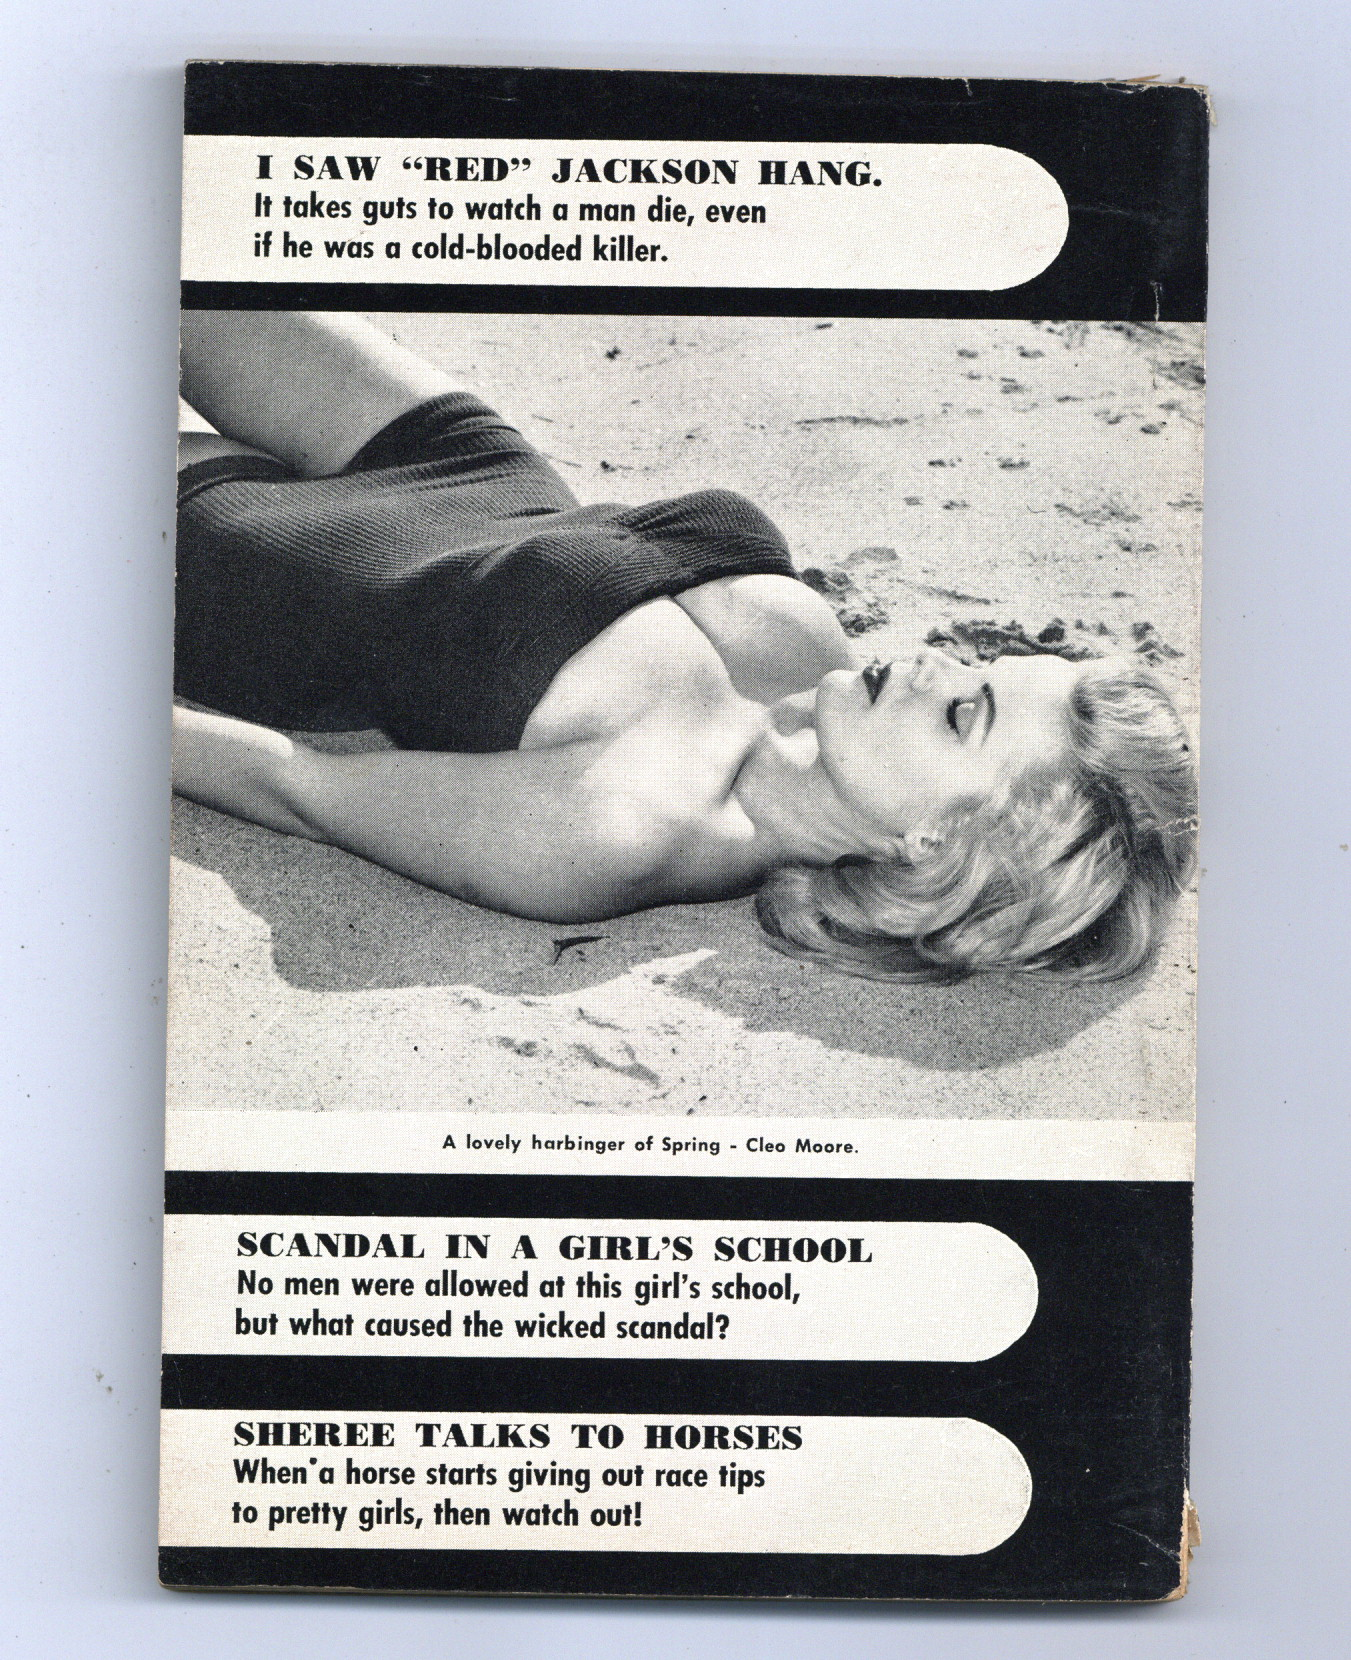 I SAW “RED” JACKSON HANG.
It takes guts to watch a man die, even
if he was a cold-blooded killer.
A lovely harbinger of Spring - Cleo Moore.
SCANDAL IN A GIRL’S SCHOOL
No men were allowed at this girl’s school,
but what caused the wicked scandal?
SHEREE TALKS TO HORSES
When a horse starts giving out race tips
to pretty girls, then watch out!